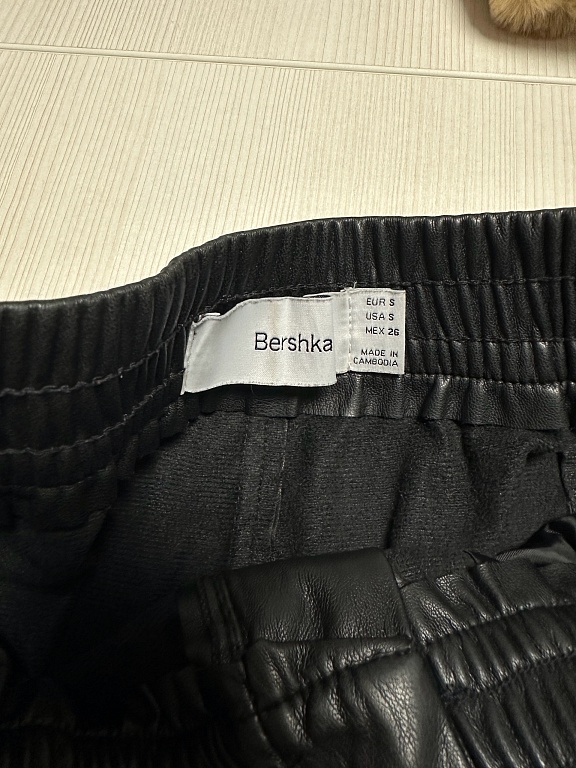 Bershka
EUR S
USA S
MEX 26
MADE IN
CAMBODIA